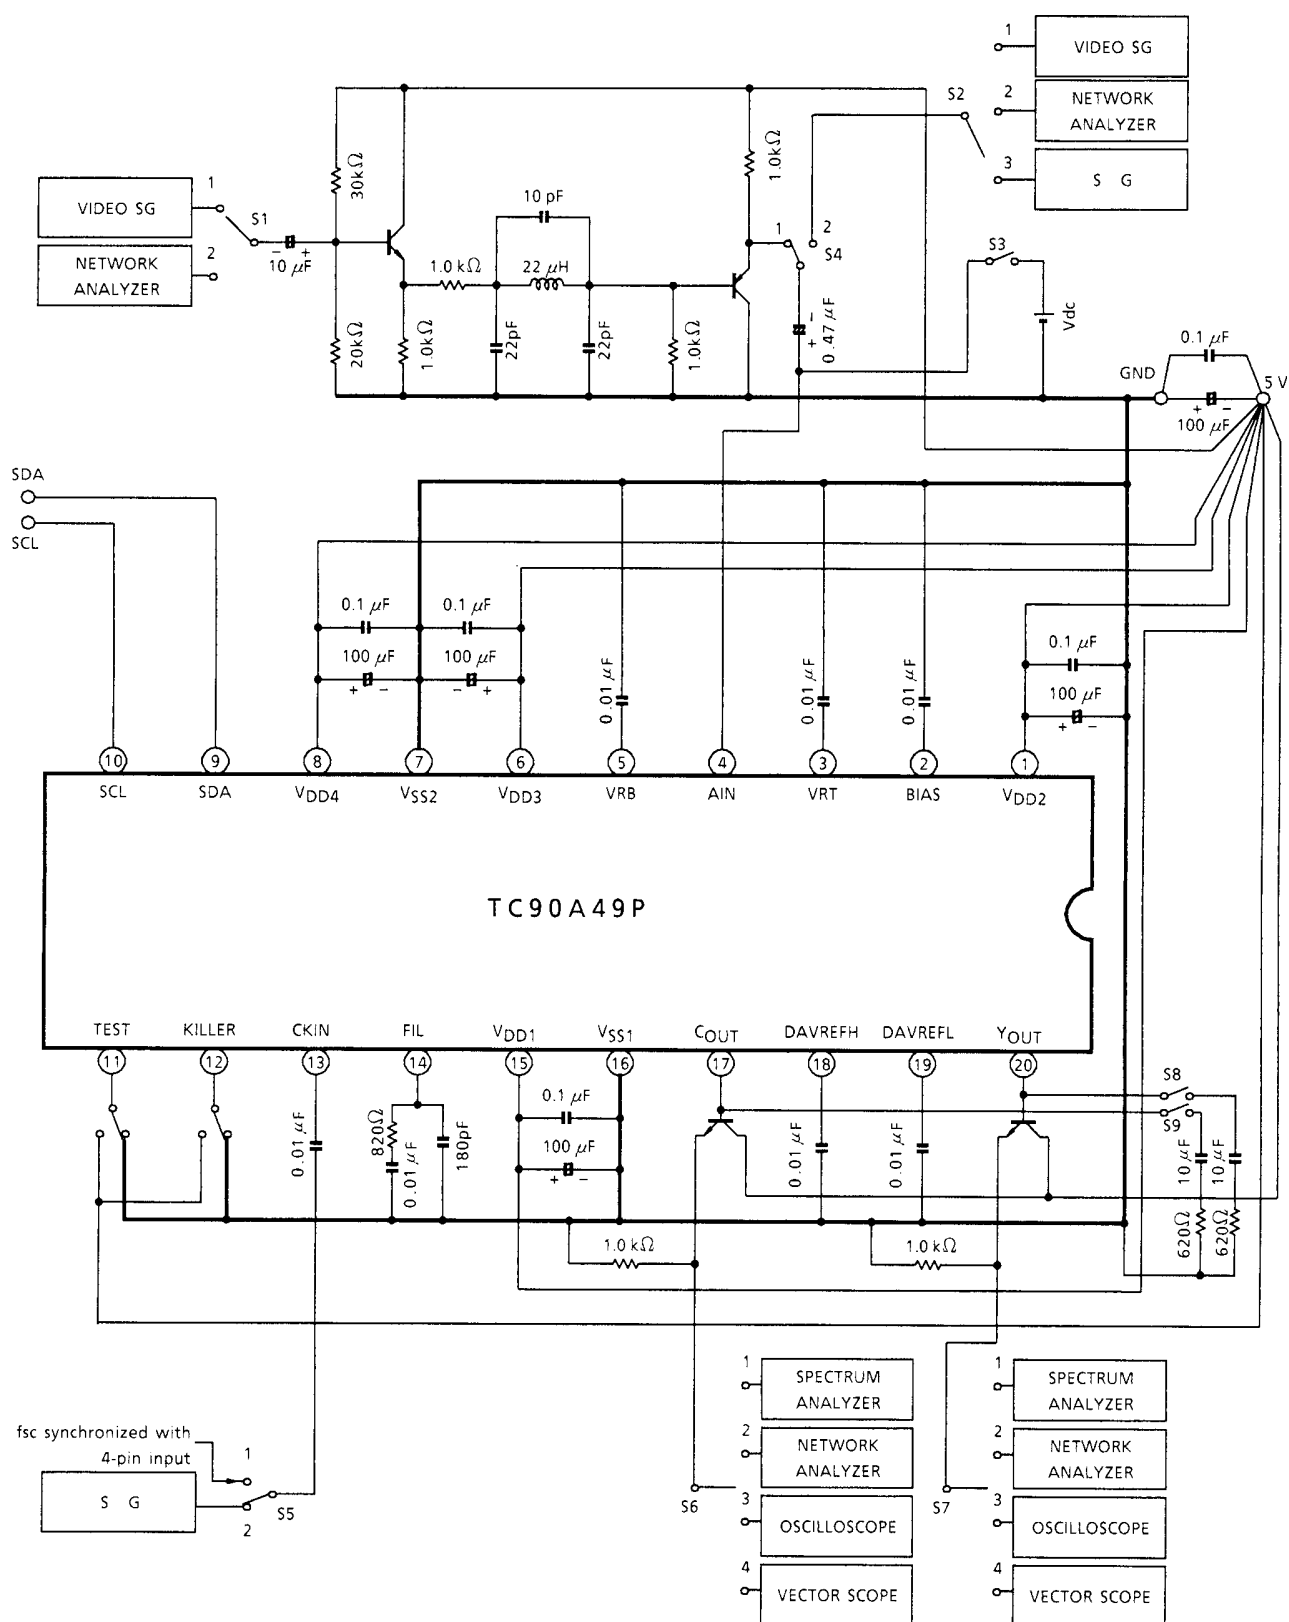 1
VIDEO SG
S2
2
NETWORK
ANALYZER
3
S G
30kΩ
1.0kΩ
10 pF
1
VIDEO SG
S1
2
NETWORK
ANALYZER
− +
10 μF
1.0 kΩ
22 μH
1
2
S4
S3
−
+
0.47 μF
Vdc
20kΩ
1.0kΩ
22pF
22pF
1.0kΩ
0.1 μF
GND
5 V
+ −
100 μF
SDA
SCL
0.1 μF
0.1 μF
100 μF
100 μF
+ −
− +
0.01 μF
0.01 μF
0.01 μF
0.1 μF
100 μF
+ −
10
9
8
7
6
5
4
3
2
1
SCL
SDA
VDD4
VSS2
VDD3
VRB
AIN
VRT
BIAS
VDD2
TC90A49P
TEST
KILLER
CKIN
FIL
VDD1
VSS1
COUT
DAVREFH
DAVREFL
YOUT
11
12
13
14
15
16
17
18
19
20
S8
S9
0.01 μF
820Ω
0.01 μF
180pF
0.1 μF
100 μF
+ −
0.01 μF
0.01 μF
10 μF
10 μF
620Ω
620Ω
1.0 kΩ
1.0 kΩ
fsc synchronized with
4-pin input
1
S G
2
S5
S6
1
SPECTRUM
ANALYZER
2
NETWORK
ANALYZER
3
OSCILLOSCOPE
4
VECTOR SCOPE
S7
1
SPECTRUM
ANALYZER
2
NETWORK
ANALYZER
3
OSCILLOSCOPE
4
VECTOR SCOPE